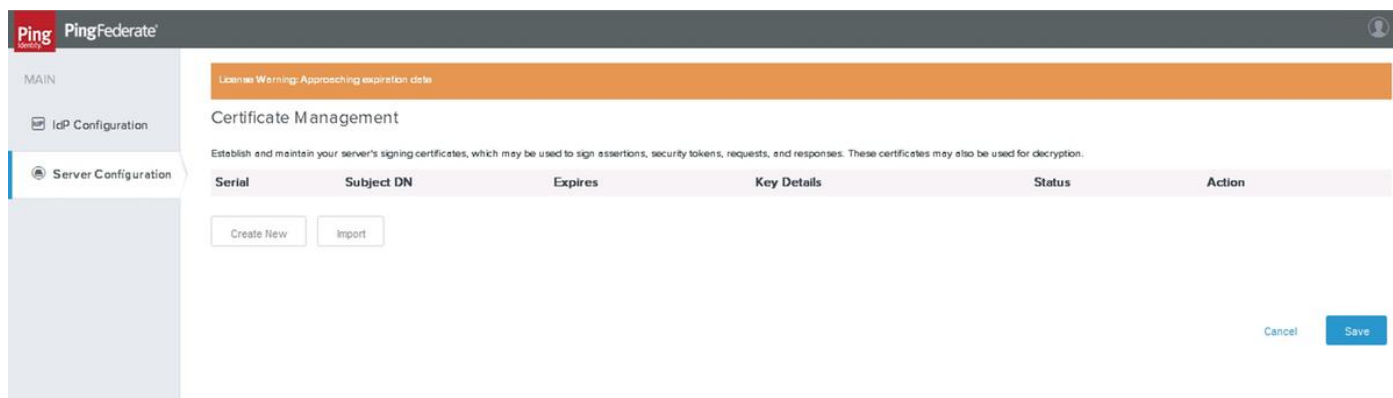 Ping
Identity
PingFederate®
MAIN
IdP Configuration
Server Configuration
License Warning: Approaching expiration date
Certificate Management
Establish and maintain your server's signing certificates, which may be used to sign assertions, security tokens, requests, and responses. These certificates may also be used for decryption.
Serial Subject DN Expires Key Details Status Action
Create New Import
Cancel Save